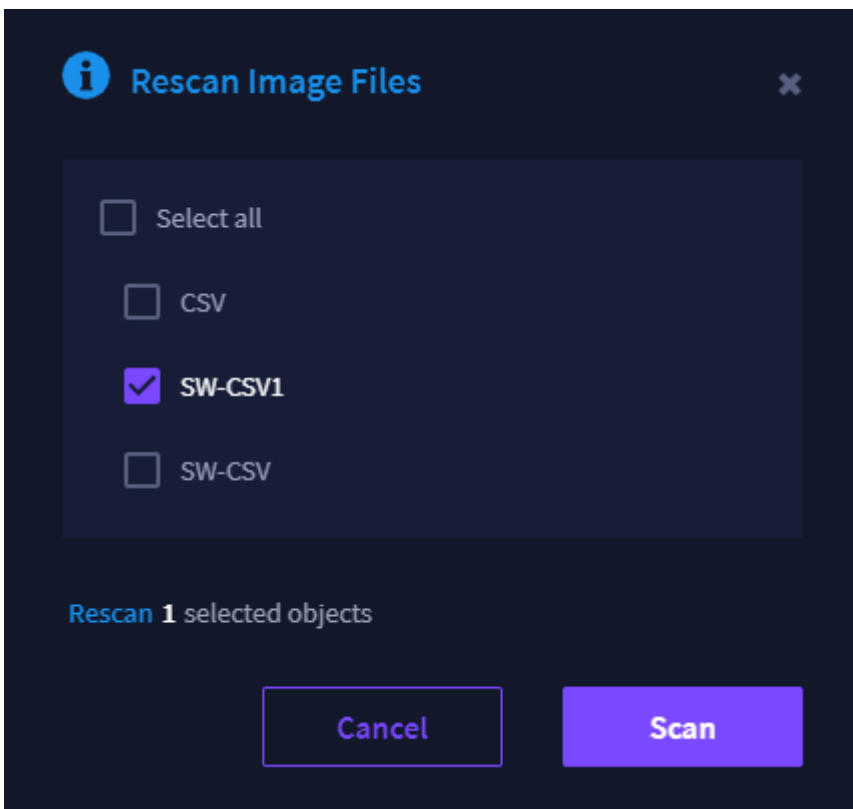 Rescan Image Files
Select all
CSV
SW-CSV1
SW-CSV
Rescan 1 selected objects
Cancel Scan